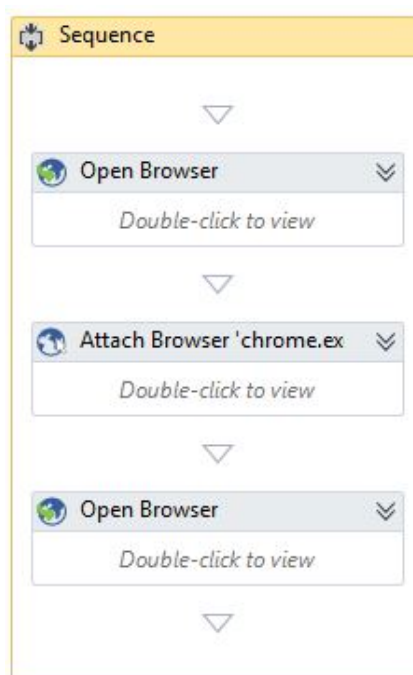 Sequence
Open Browser
Double-click to view
Attach Browser 'chrome.ex
Double-click to view
Open Browser
Double-click to view